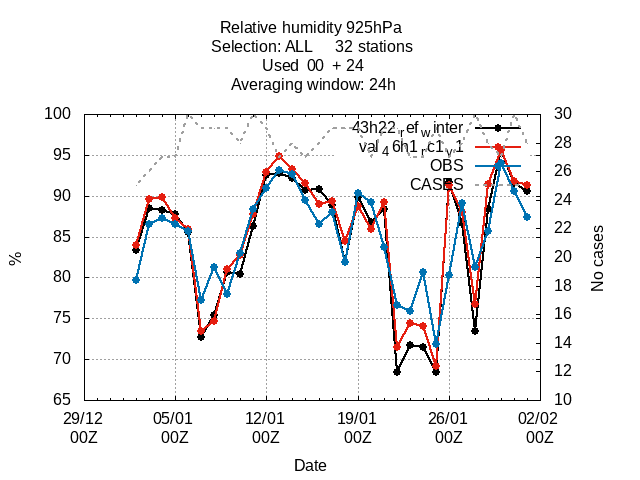 Relative humidity 925hPa
Selection: ALL 32 stations
Used 00 + 24
Averaging window: 24h
100 30
43h22_ref_winter
28
95 val_46h1_rc1_v1
OBS 26
CASES
90 24
22
85
20
% No cases
80
18
75 16
14
70
12
65 10
29/12 05/01 12/01 19/01 26/01 02/02
00Z 00Z 00Z 00Z 00Z 00Z
Date